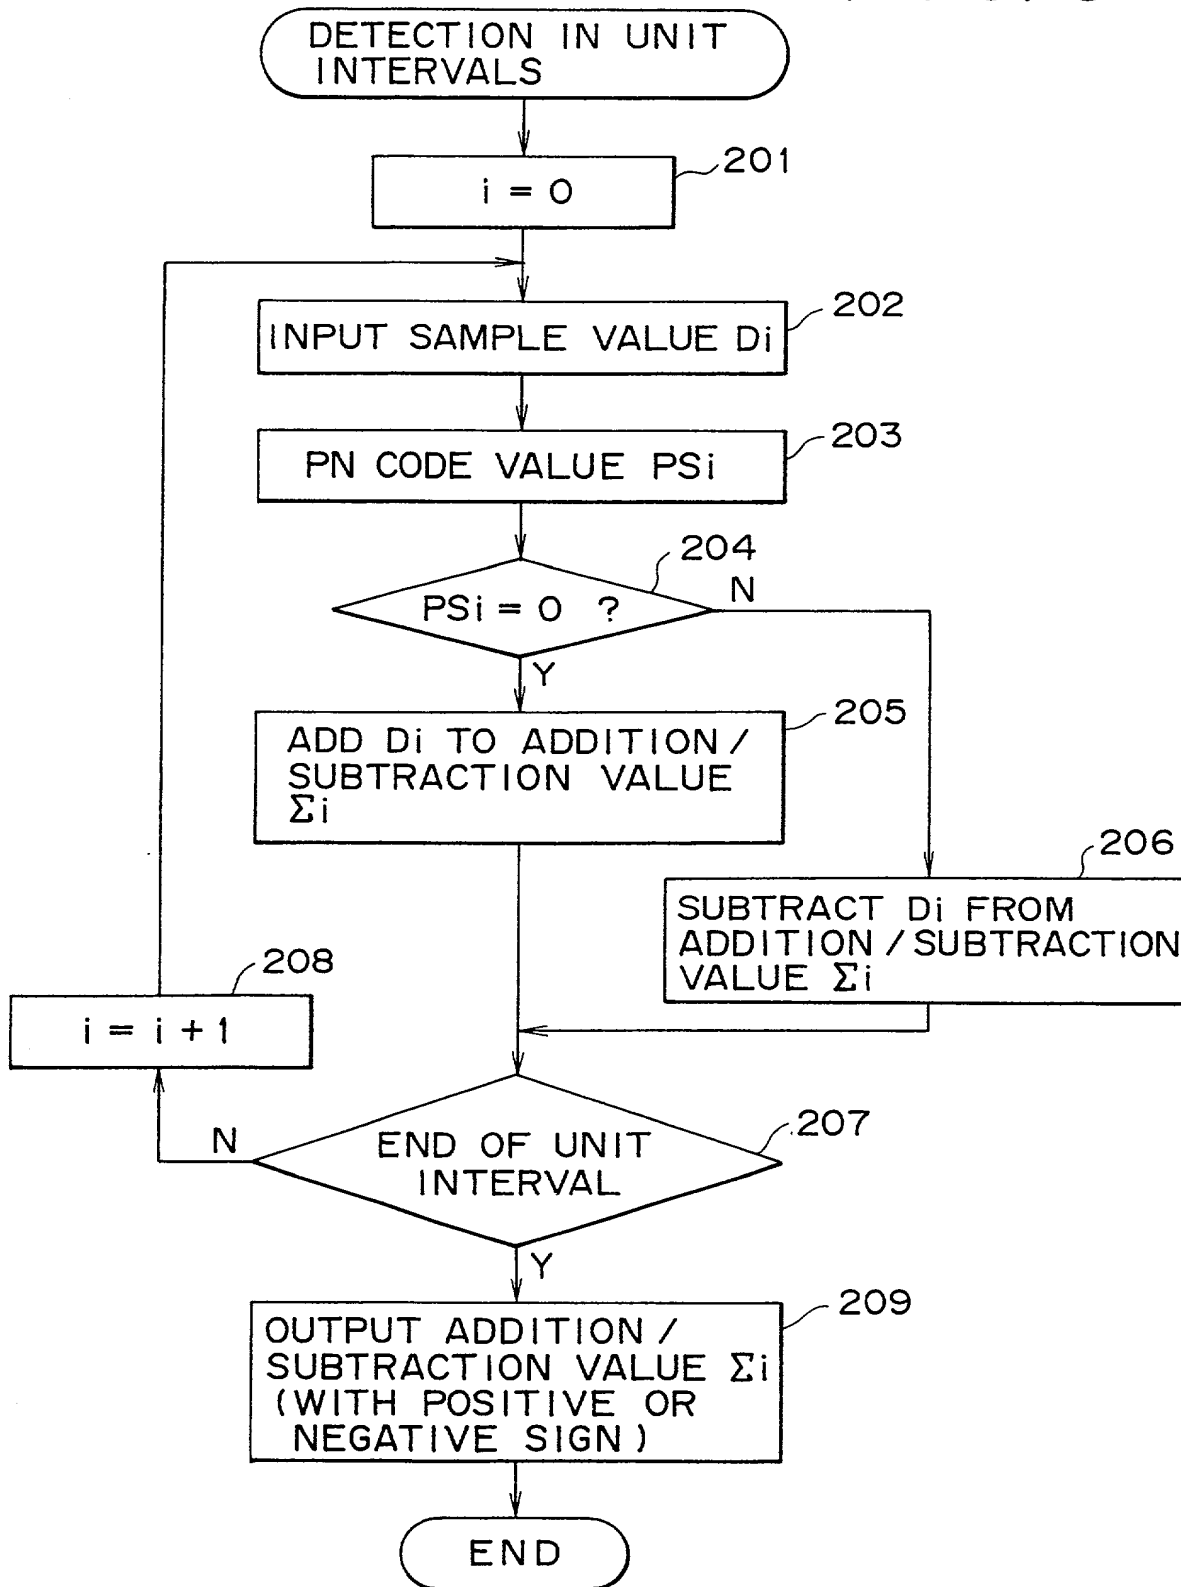 DETECTION IN UNIT
INTERVALS
201
i = 0
202
INPUT SAMPLE VALUE Di
203
PN CODE VALUE PSi
204
PSi = 0 ?
N
Y
205
ADD Di TO ADDITION/
SUBTRACTION VALUE
Σi
206
SUBTRACT Di FROM
ADDITION/SUBTRACTION
VALUE Σi
208
i = i + 1
207
N
END OF UNIT
INTERVAL
Y
209
OUTPUT ADDITION/
SUBTRACTION VALUE Σi
(WITH POSITIVE OR
NEGATIVE SIGN)
END